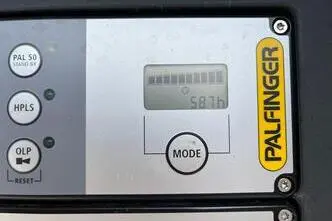 PAL 50
STAND BY
HPLS
OLP
RESET
587h
MODE
PALFINGER